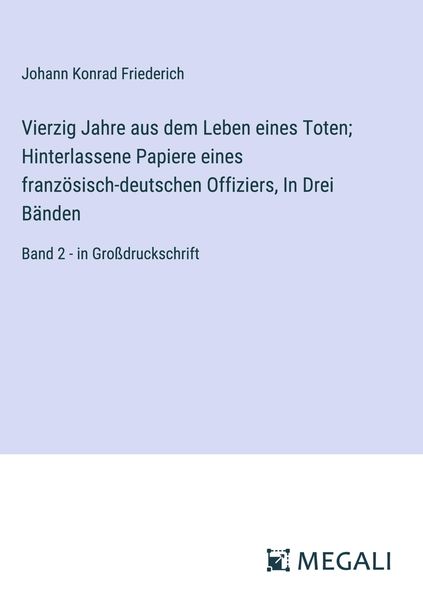 Johann Konrad Friederich
Vierzig Jahre aus dem Leben eines Toten;
Hinterlassene Papiere eines
französisch-deutschen Offiziers, In Drei
Bänden
Band 2 - in Großdruckschrift
MEGALI